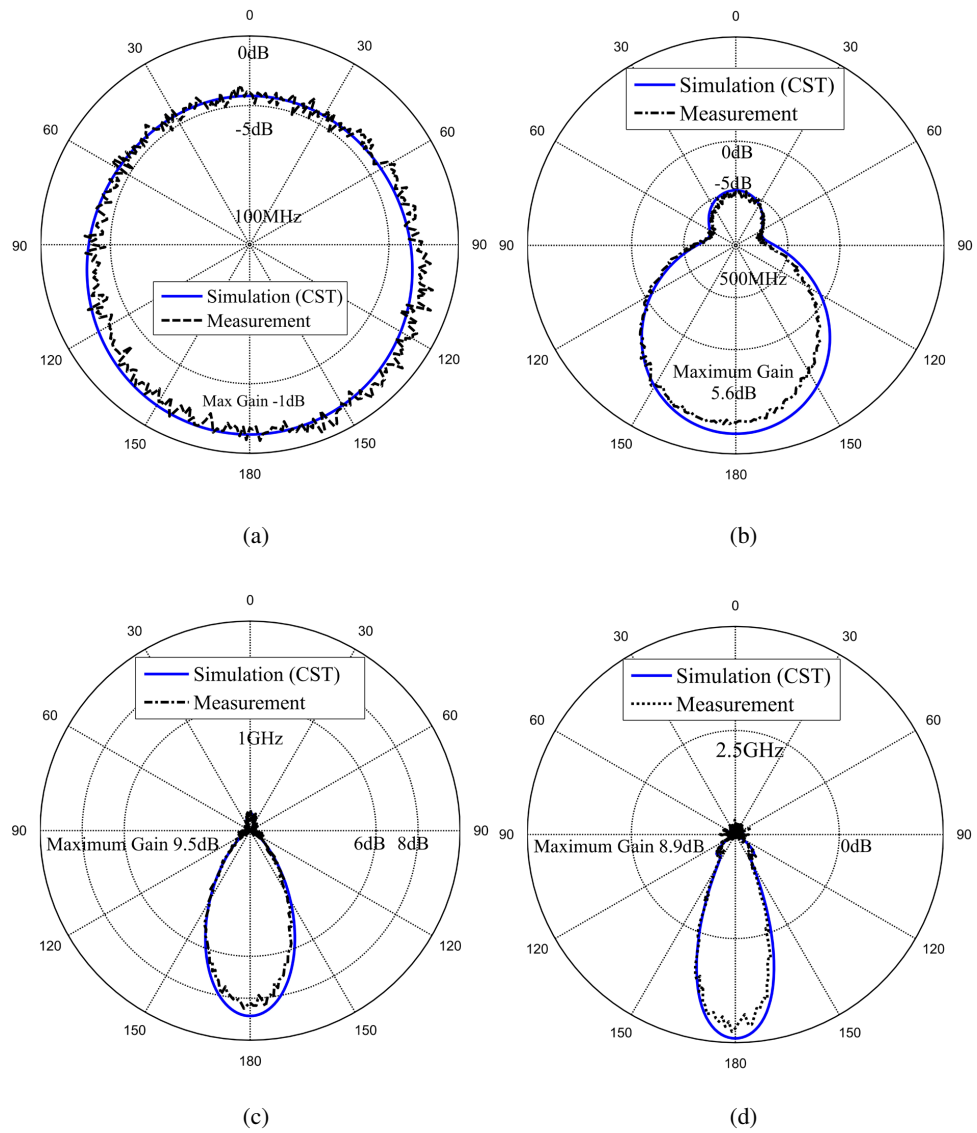 0
30
30
0dB
60
60
-5dB
100MHz
90
90
Simulation (CST)
Measurement
120
120
Max Gain -1dB
150
150
180
(a)
0
30
30
Simulation (CST)
Measurement
60
60
0dB
-5dB
90
90
500MHz
120
120
Maximum Gain
5.6dB
150
150
180
(b)
0
30
30
Simulation (CST)
Measurement
60
60
1GHz
90
90
Maximum Gain 9.5dB
6dB
8dB
120
120
150
150
180
(c)
0
30
30
Simulation (CST)
Measurement
60
60
2.5GHz
90
90
Maximum Gain 8.9dB
0dB
120
120
150
150
180
(d)